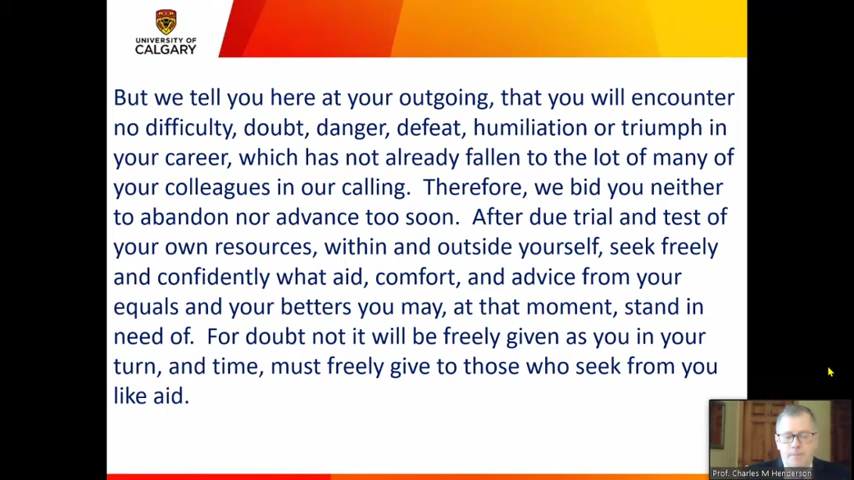 UNIVERSITY OF
CALGARY
But we tell you here at your outgoing, that you will encounter
no difficulty, doubt, danger, defeat, humiliation or triumph in
your career, which has not already fallen to the lot of many of
your colleagues in our calling.  Therefore, we bid you neither
to abandon nor advance too soon.  After due trial and test of
your own resources, within and outside yourself, seek freely
and confidently what aid, comfort, and advice from your
equals and your betters you may, at that moment, stand in
need of.  For doubt not it will be freely given as you in your
turn, and time, must freely give to those who seek from you
like aid.
Prof. Charles M Henderson